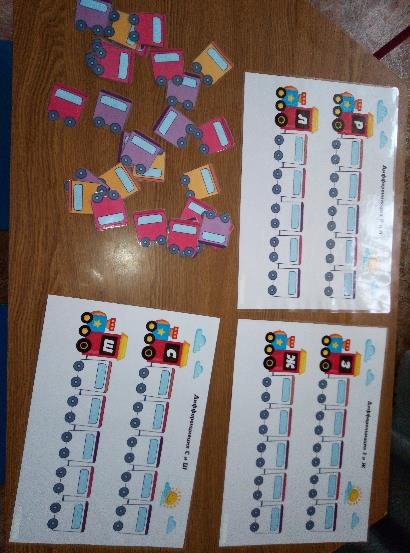 Дифференциация Р и Л
Р
Л
Дифференциация С и Ш
С
Ш
Дифференциация З и Ж
З
Ж